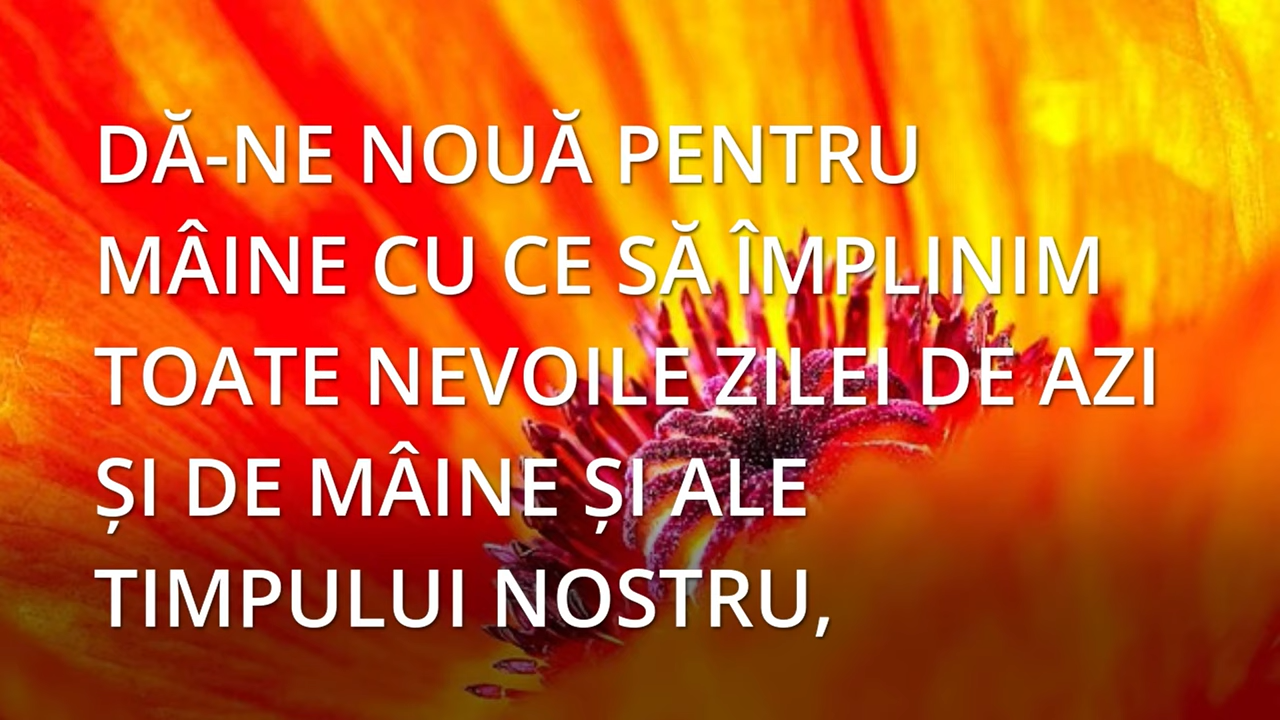 DĂ-NE NOUĂ PENTRU
MÂINE CU CE SĂ ÎMPLINIM
TOATE NEVOILE ZILEI DE AZI
ȘI DE MÂINE ȘI ALE
TIMPULUI NOSTRU,